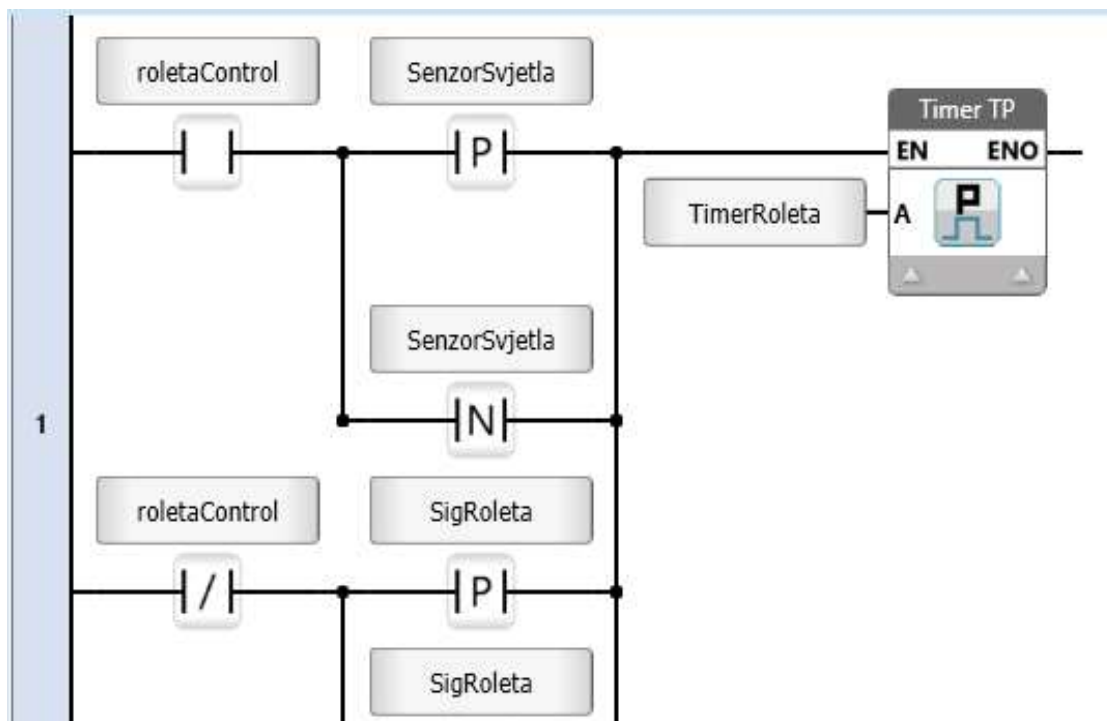 roletaControl
SenzorSvjetla
P
Timer TP
EN ENO
TimerRoleta
A
P
SenzorSvjetla
N
1
roletaControl
SigRoleta
/
P
SigRoleta